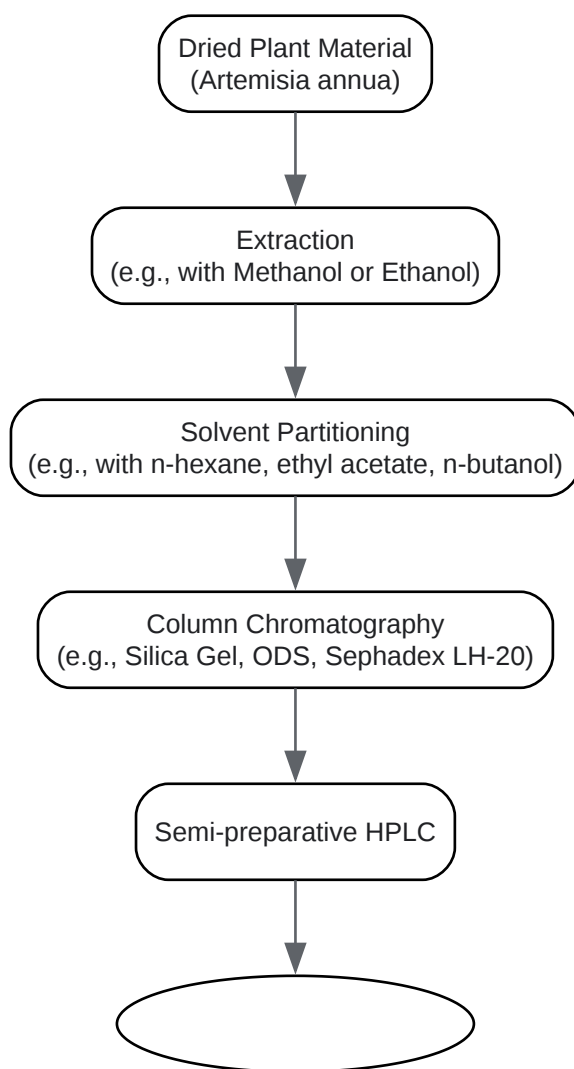 Dried Plant Material
(Artemisia annua)
Extraction
(e.g., with Methanol or Ethanol)
Solvent Partitioning
(e.g., with n-hexane, ethyl acetate, n-butanol)
Column Chromatography
(e.g., Silica Gel, ODS, Sephadex LH-20)
Semi-preparative HPLC